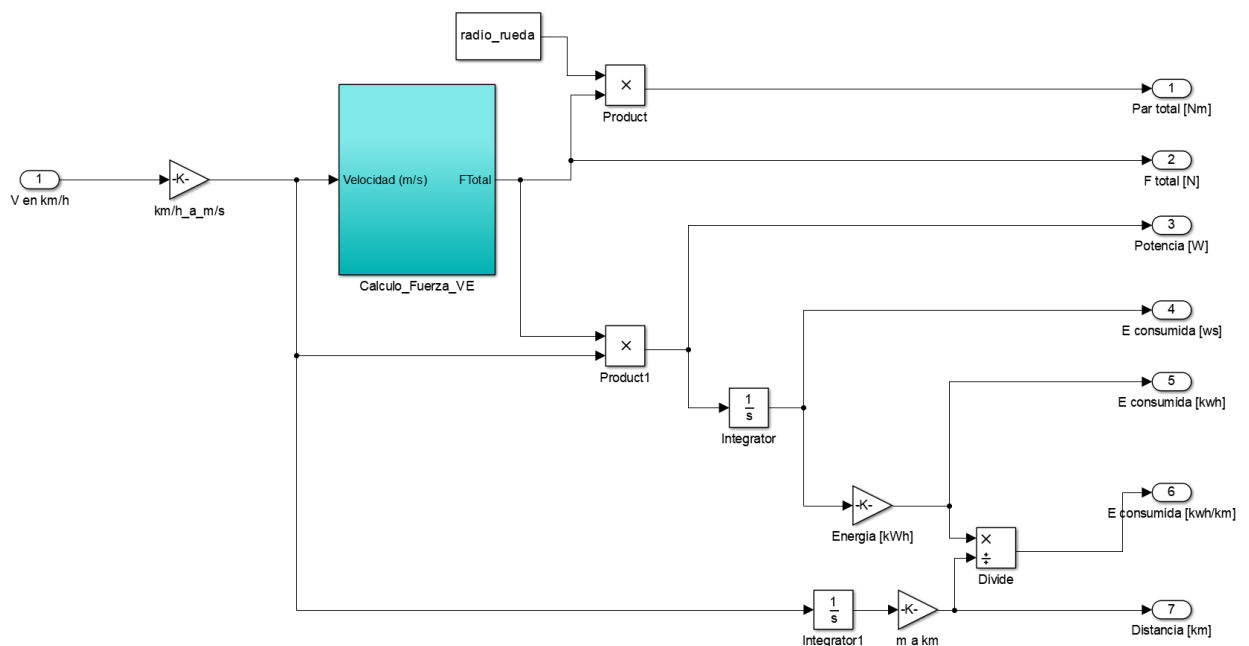 radio_rueda
×
Product
1
Par total [Nm]
1
V en km/h
-K-
km/h_a_m/s
Velocidad (m/s)
FTotal
Calculo_Fuerza_VE
2
F total [N]
3
Potencia [W]
×
Product1
4
E consumida [ws]
1
s
Integrator
5
E consumida [kwh]
-K-
Energia [kWh]
×
÷
Divide
6
E consumida [kwh/km]
1
s
Integrator1
-K-
m a km
7
Distancia [km]